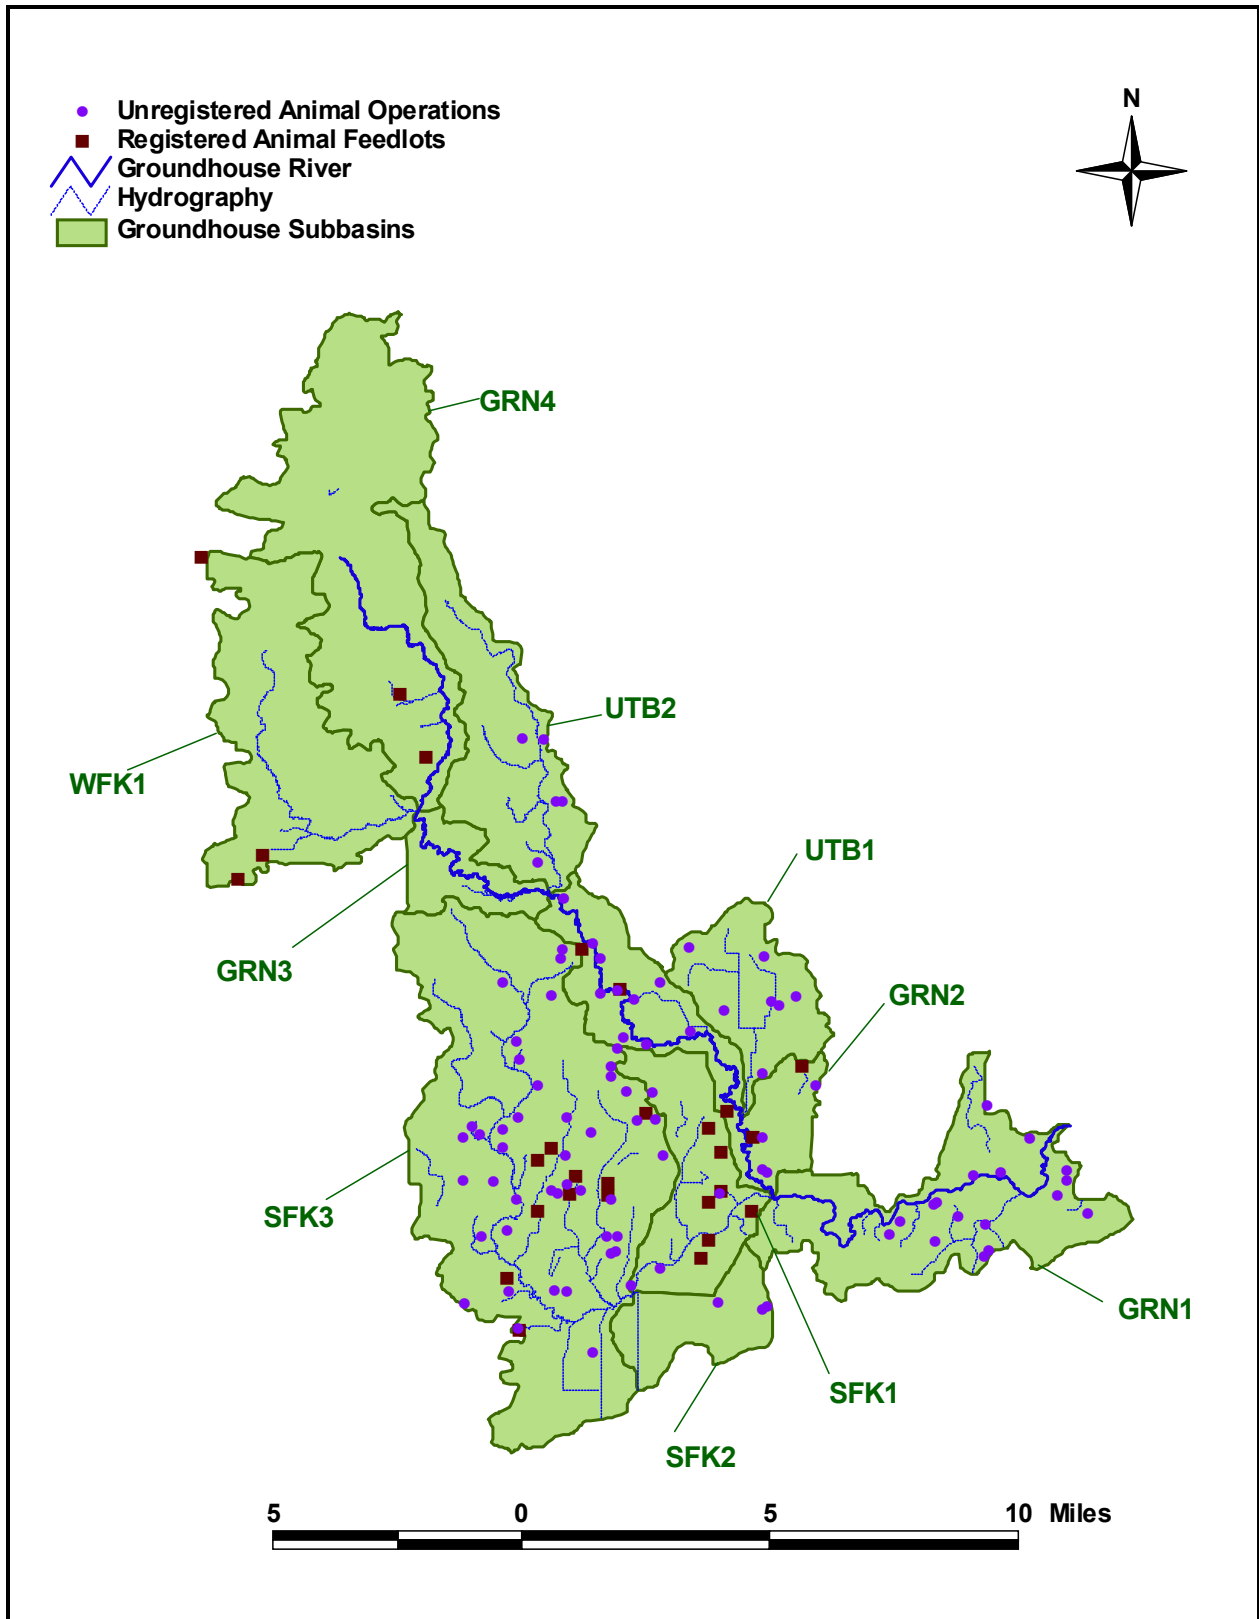 N
Unregistered Animal Operations
Registered Animal Feedlots
Groundhouse River
Hydrography
Groundhouse Subbasins
GRN4
UTB2
WFK1
UTB1
GRN3
GRN2
SFK3
GRN1
SFK1
SFK2
5 0 5 10 Miles